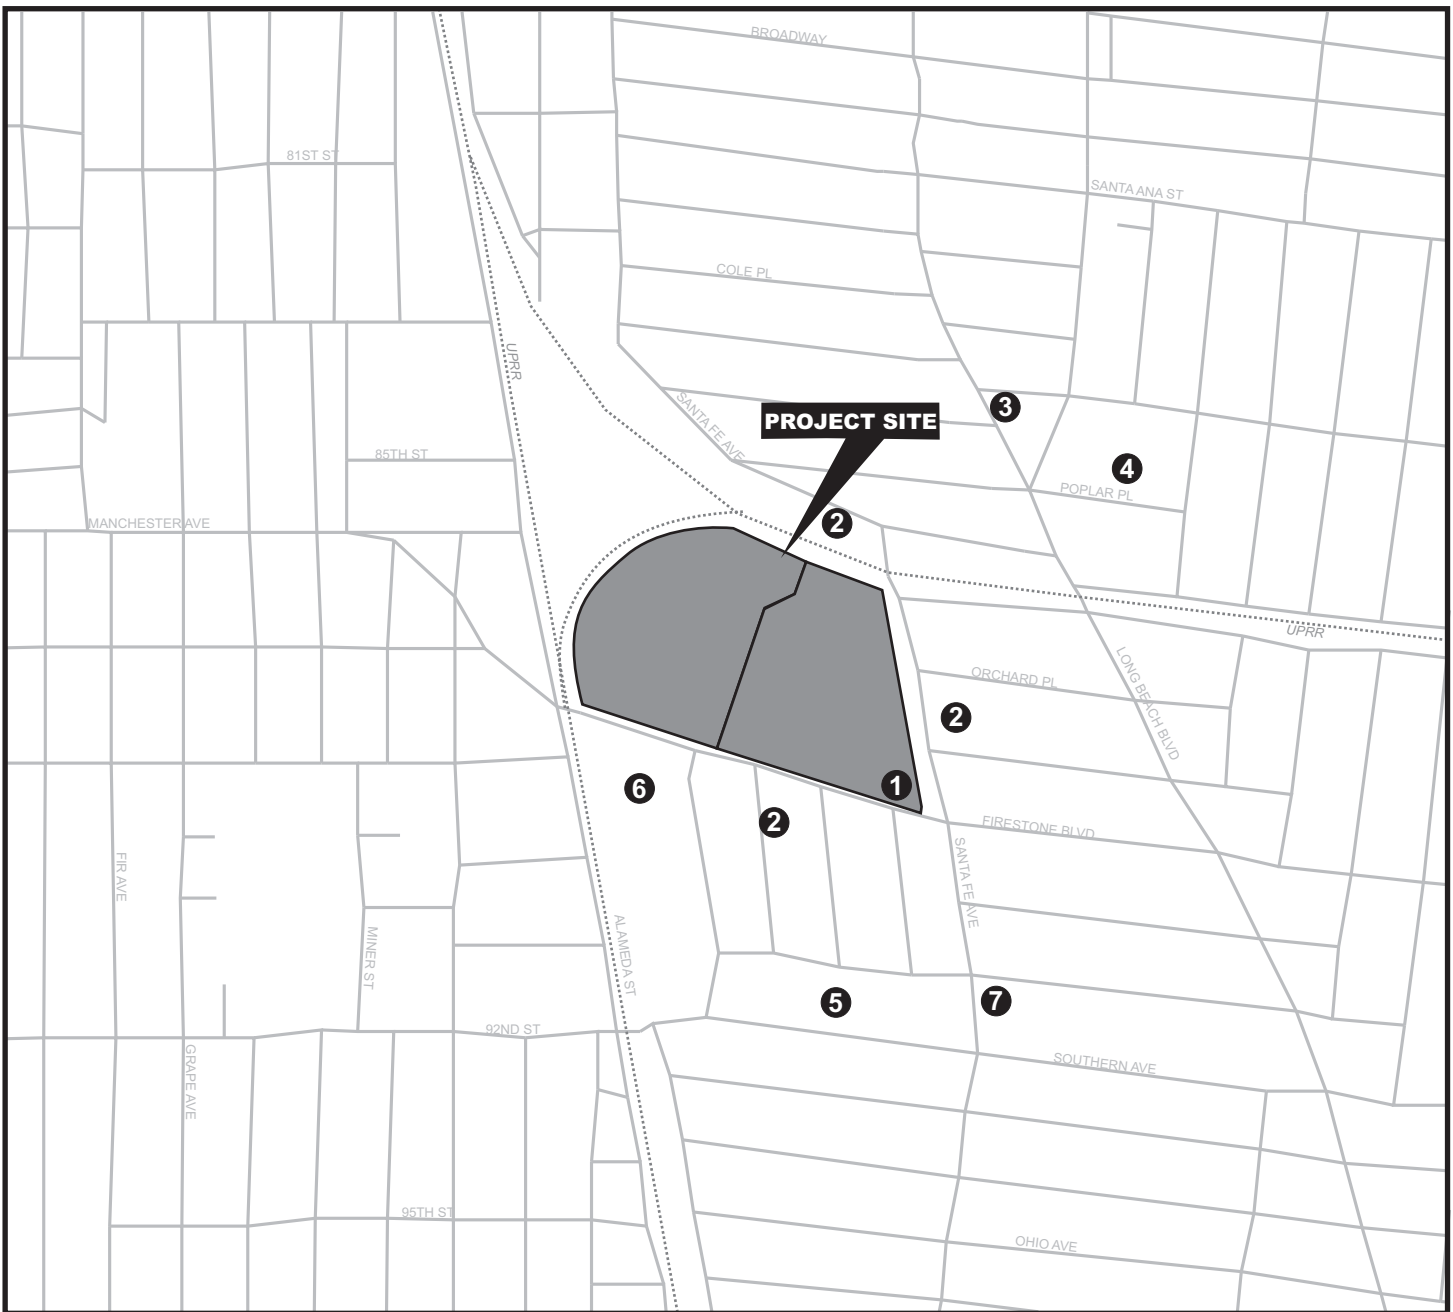 BROADWAY
81ST ST
SANTA ANA ST
COLE PL
UPRR
SANTA FE AVE
PROJECT SITE
3
85TH ST
4
POPLAR PL
MANCHESTER AVE
2
UPRR
ORCHARD PL
LONG BEACH BLVD
2
1
6
2
FIRESTONE BLVD
FIR AVE
SANTA FE AVE
MINER ST
ALAMEDA ST
5
7
92ND ST
SOUTHERN AVE
GRAPE AVE
95TH ST
OHIO AVE